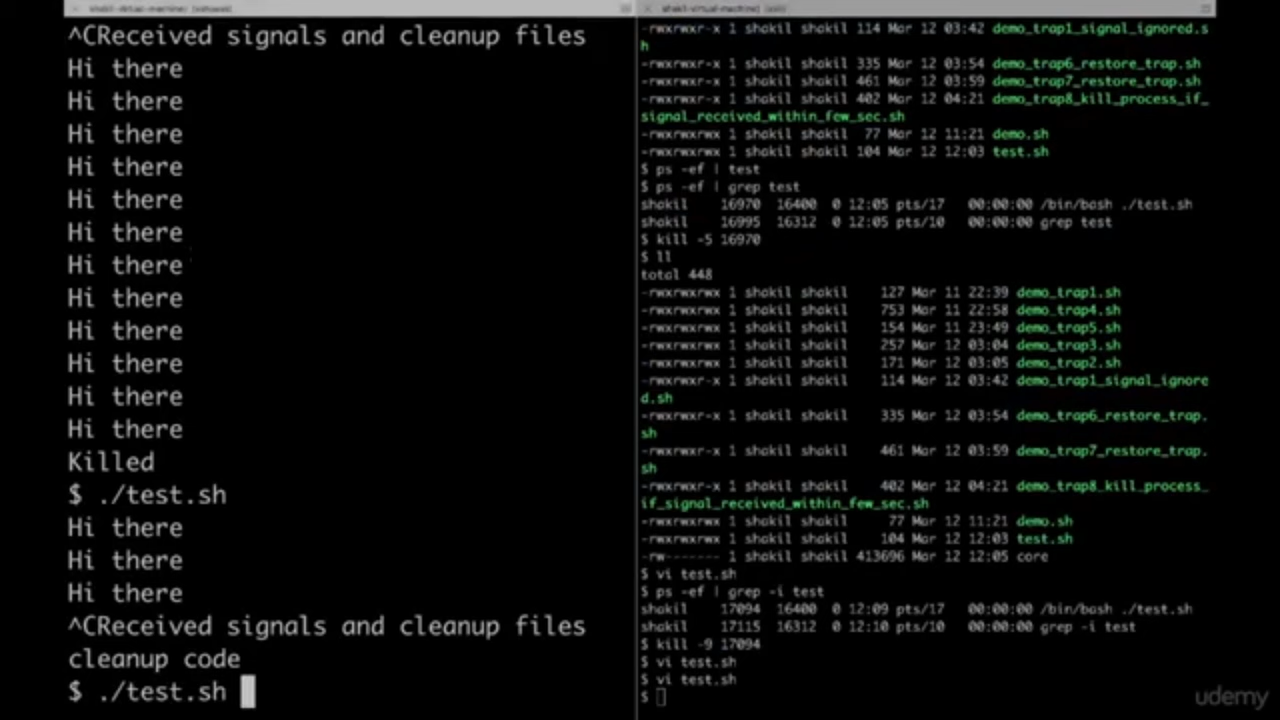 ^CReceived signals and cleanup files
Hi there
Hi there
Hi there
Hi there
Hi there
Hi there
Hi there
Hi there
Hi there
Hi there
Hi there
Hi there
Killed
$ ./test.sh
Hi there
Hi there
Hi there
^CReceived signals and cleanup files
cleanup code
$ ./test.sh
-rwxrwxr-x 1 shakil shakil 114 Mar 12 03:42 demo_trap1_signal_ignored.s
h
-rwxrwxr-x 1 shakil shakil 335 Mar 12 03:54 demo_trap6_restore_trap.sh
-rwxrwxr-x 1 shakil shakil 461 Mar 12 03:59 demo_trap7_restore_trap.sh
-rwxrwxr-x 1 shakil shakil 402 Mar 12 04:21 demo_trap8_kill_process_if_
signal_received_within_few_sec.sh
-rwxrwxrwx 1 shakil shakil 77 Mar 12 11:21 demo.sh
-rwxrwxrwx 1 shakil shakil 104 Mar 12 12:03 test.sh
$ ps -ef | test
$ ps -ef | grep test
shakil 16970 16400 0 12:05 pts/17 00:00:00 /bin/bash ./test.sh
shakil 16995 16312 0 12:05 pts/10 00:00:00 grep test
$ kill -5 16970
$ ll
total 448
-rwxrwxrwx 1 shakil shakil 127 Mar 11 22:39 demo_trap1.sh
-rwxrwxrwx 1 shakil shakil 753 Mar 11 22:58 demo_trap4.sh
-rwxrwxrwx 1 shakil shakil 154 Mar 11 23:49 demo_trap5.sh
-rwxrwxrwx 1 shakil shakil 257 Mar 12 03:04 demo_trap3.sh
-rwxrwxrwx 1 shakil shakil 171 Mar 12 03:05 demo_trap2.sh
-rwxrwxr-x 1 shakil shakil 114 Mar 12 03:42 demo_trap1_signal_ignore
d.sh
-rwxrwxr-x 1 shakil shakil 335 Mar 12 03:54 demo_trap6_restore_trap.
sh
-rwxrwxr-x 1 shakil shakil 461 Mar 12 03:59 demo_trap7_restore_trap.
sh
-rwxrwxr-x 1 shakil shakil 402 Mar 12 04:21 demo_trap8_kill_process_
if_signal_received_within_few_sec.sh
-rwxrwxrwx 1 shakil shakil 77 Mar 12 11:21 demo.sh
-rwxrwxrwx 1 shakil shakil 104 Mar 12 12:03 test.sh
-rw------- 1 shakil shakil 413696 Mar 12 12:05 core
$ vi test.sh
$ ps -ef | grep -i test
shakil 17094 16400 0 12:09 pts/17 00:00:00 /bin/bash ./test.sh
shakil 17115 16312 0 12:10 pts/10 00:00:00 grep -i test
$ kill -9 17094
$ vi test.sh
$ vi test.sh
$
udemy